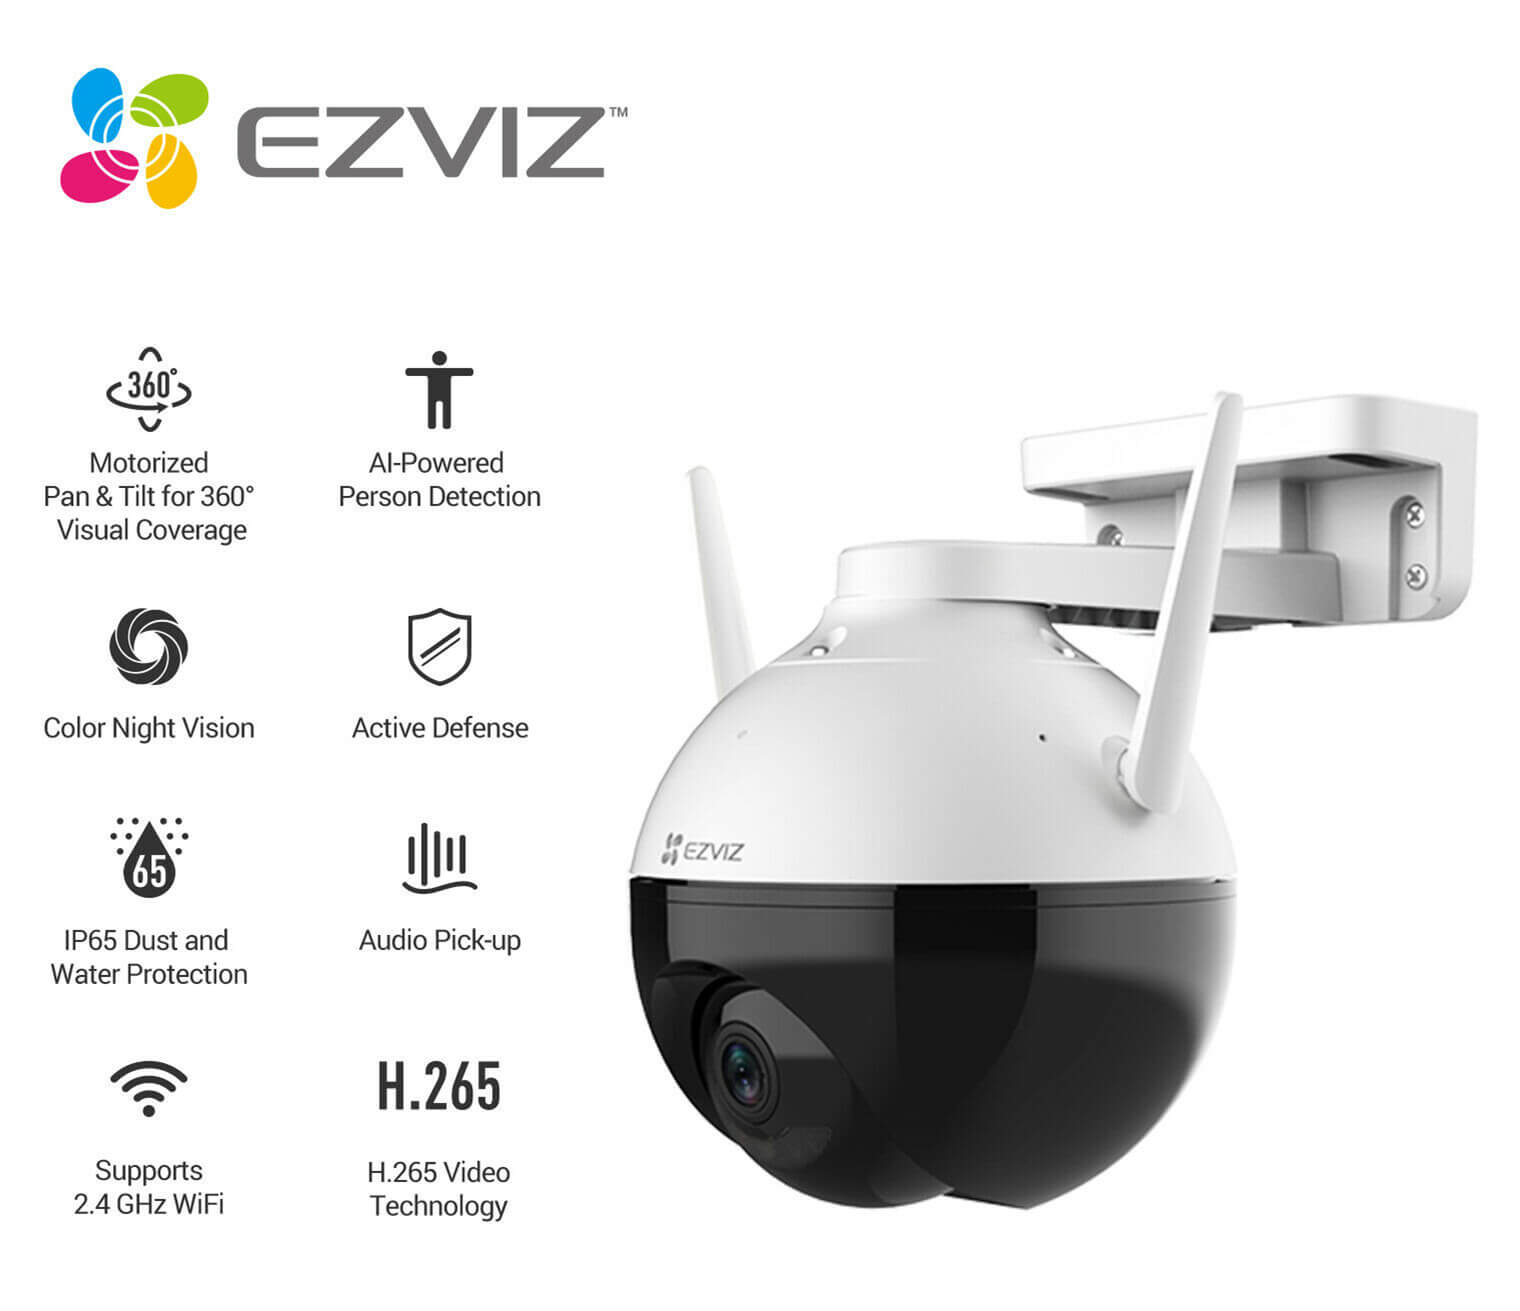 EZVIZ™
360°
Motorized
Pan & Tilt for 360°
Visual Coverage
AI-Powered
Person Detection
Color Night Vision
Active Defense
65
IP65 Dust and
Water Protection
Audio Pick-up
Supports
2.4 GHz WiFi
H.265
H.265 Video
Technology
EZVIZ